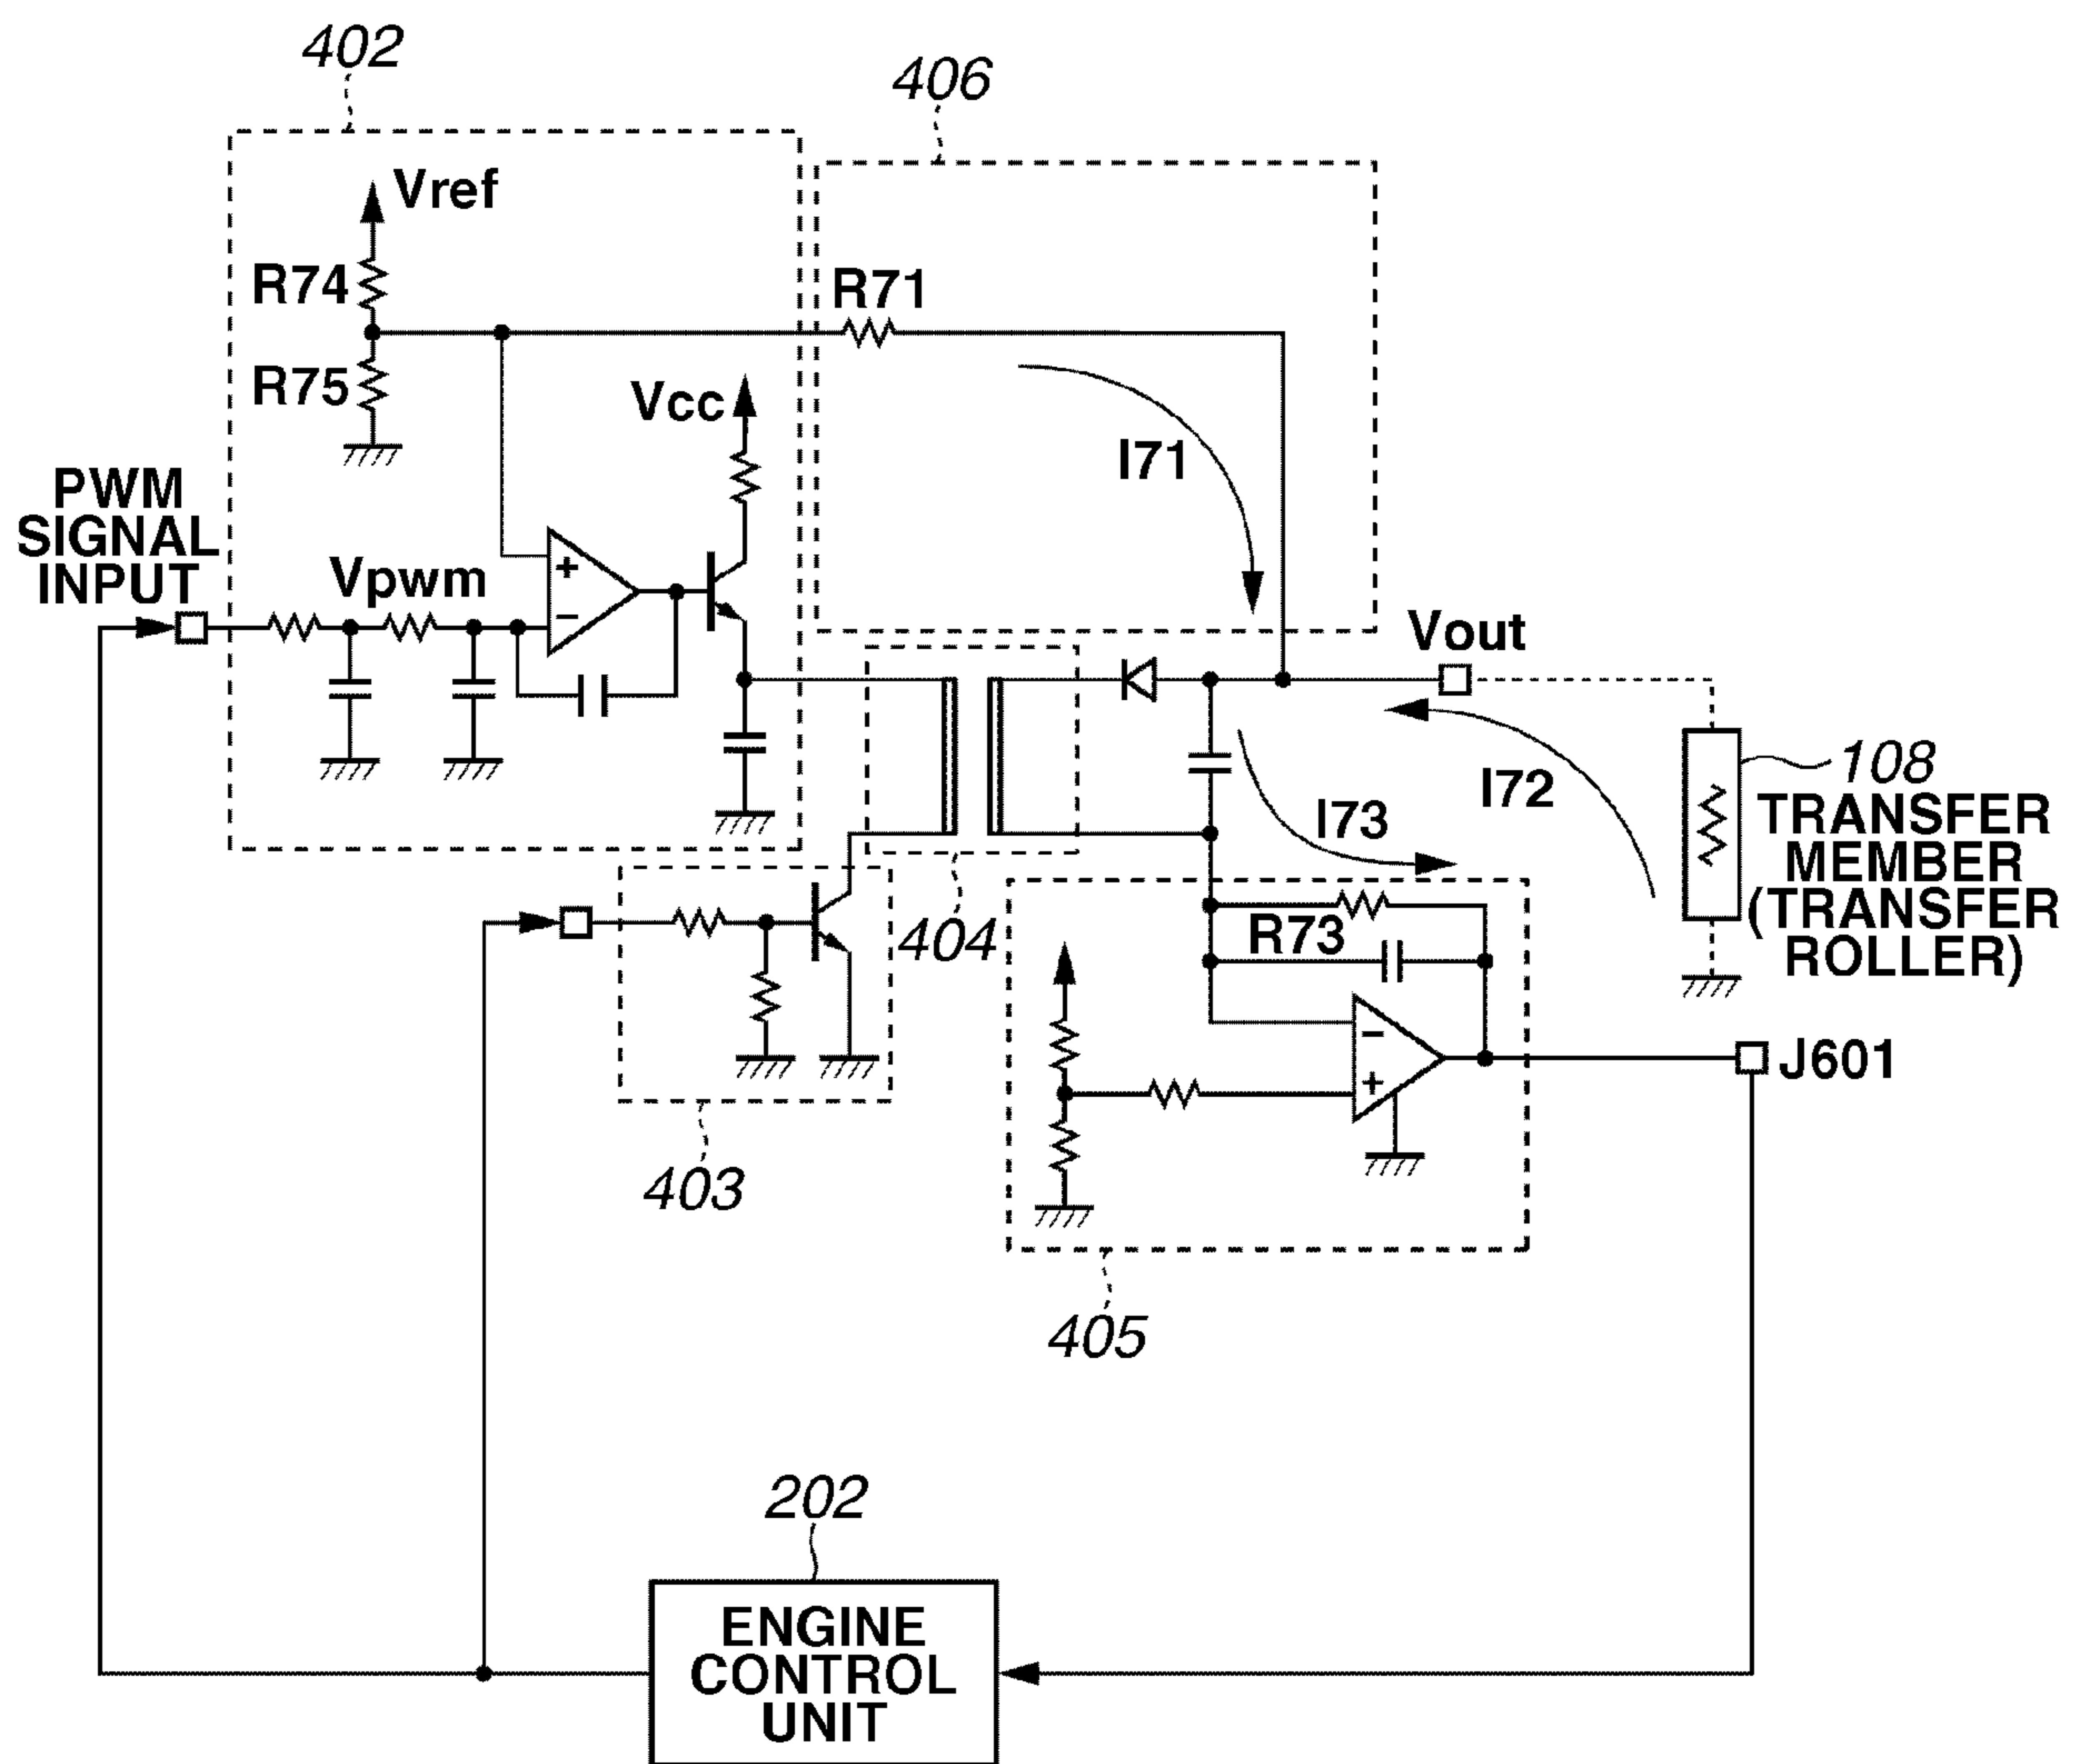 402
406
Vref
R74
R71
R75
Vcc
I71
PWM
SIGNAL
INPUT
Vpwm
+
−
Vout
I72
I73
108
TRANSFER
MEMBER
(TRANSFER
ROLLER)
404
R73
−
+
J601
403
405
202
ENGINE
CONTROL
UNIT